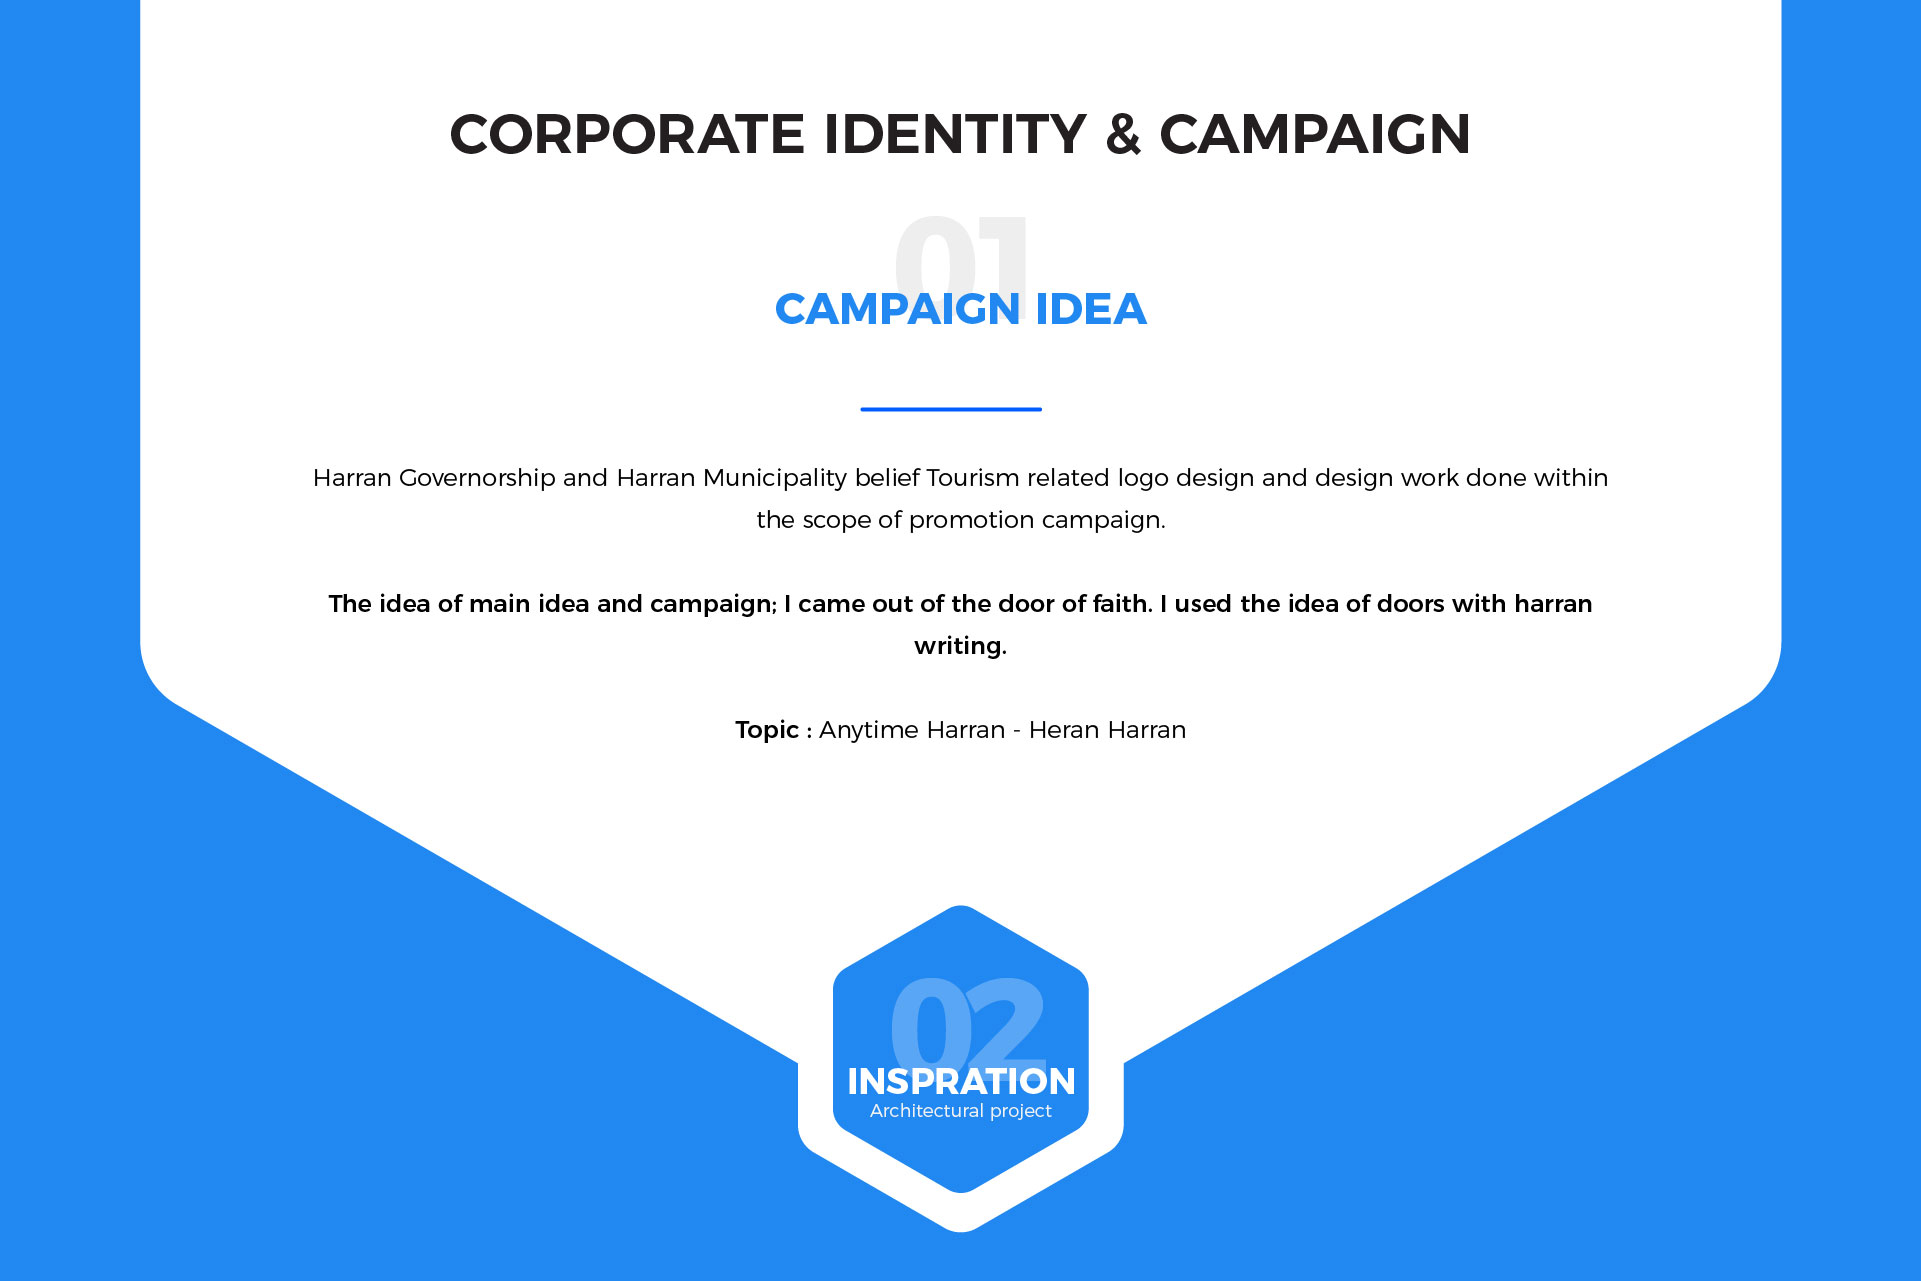 CORPORATE IDENTITY & CAMPAIGN
01
CAMPAIGN IDEA
Harran Governorship and Harran Municipality belief Tourism related logo design and design work done within
the scope of promotion campaign.
The idea of main idea and campaign; I came out of the door of faith. I used the idea of doors with harran
writing.
Topic : Anytime Harran - Heran Harran
02
INSPRATION
Architectural project